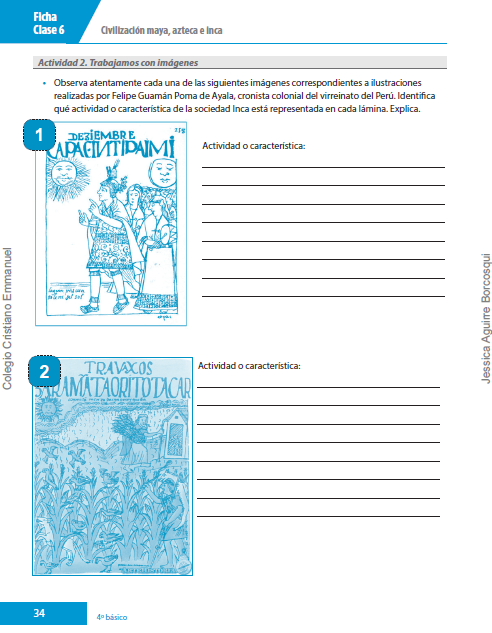 Ficha
Clase 6
Civilización maya, azteca e inca
Actividad 2. Trabajamos con imágenes
• Observa atentamente cada una de las siguientes imágenes correspondientes a ilustraciones
realizadas por Felipe Guamán Poma de Ayala, cronista colonial del virreinato del Perú. Identifica
qué actividad o característica de la sociedad Inca está representada en cada lámina. Explica.
1
DEZIEMBRE
CAPACINTIRAIMI
Actividad o característica:
2
TRAVAXOS
SARAMATAORITOTACAR
Actividad o característica:
Colegio Cristiano Emmanuel
Jessica Aguirre Borcosqui
34
4º básico